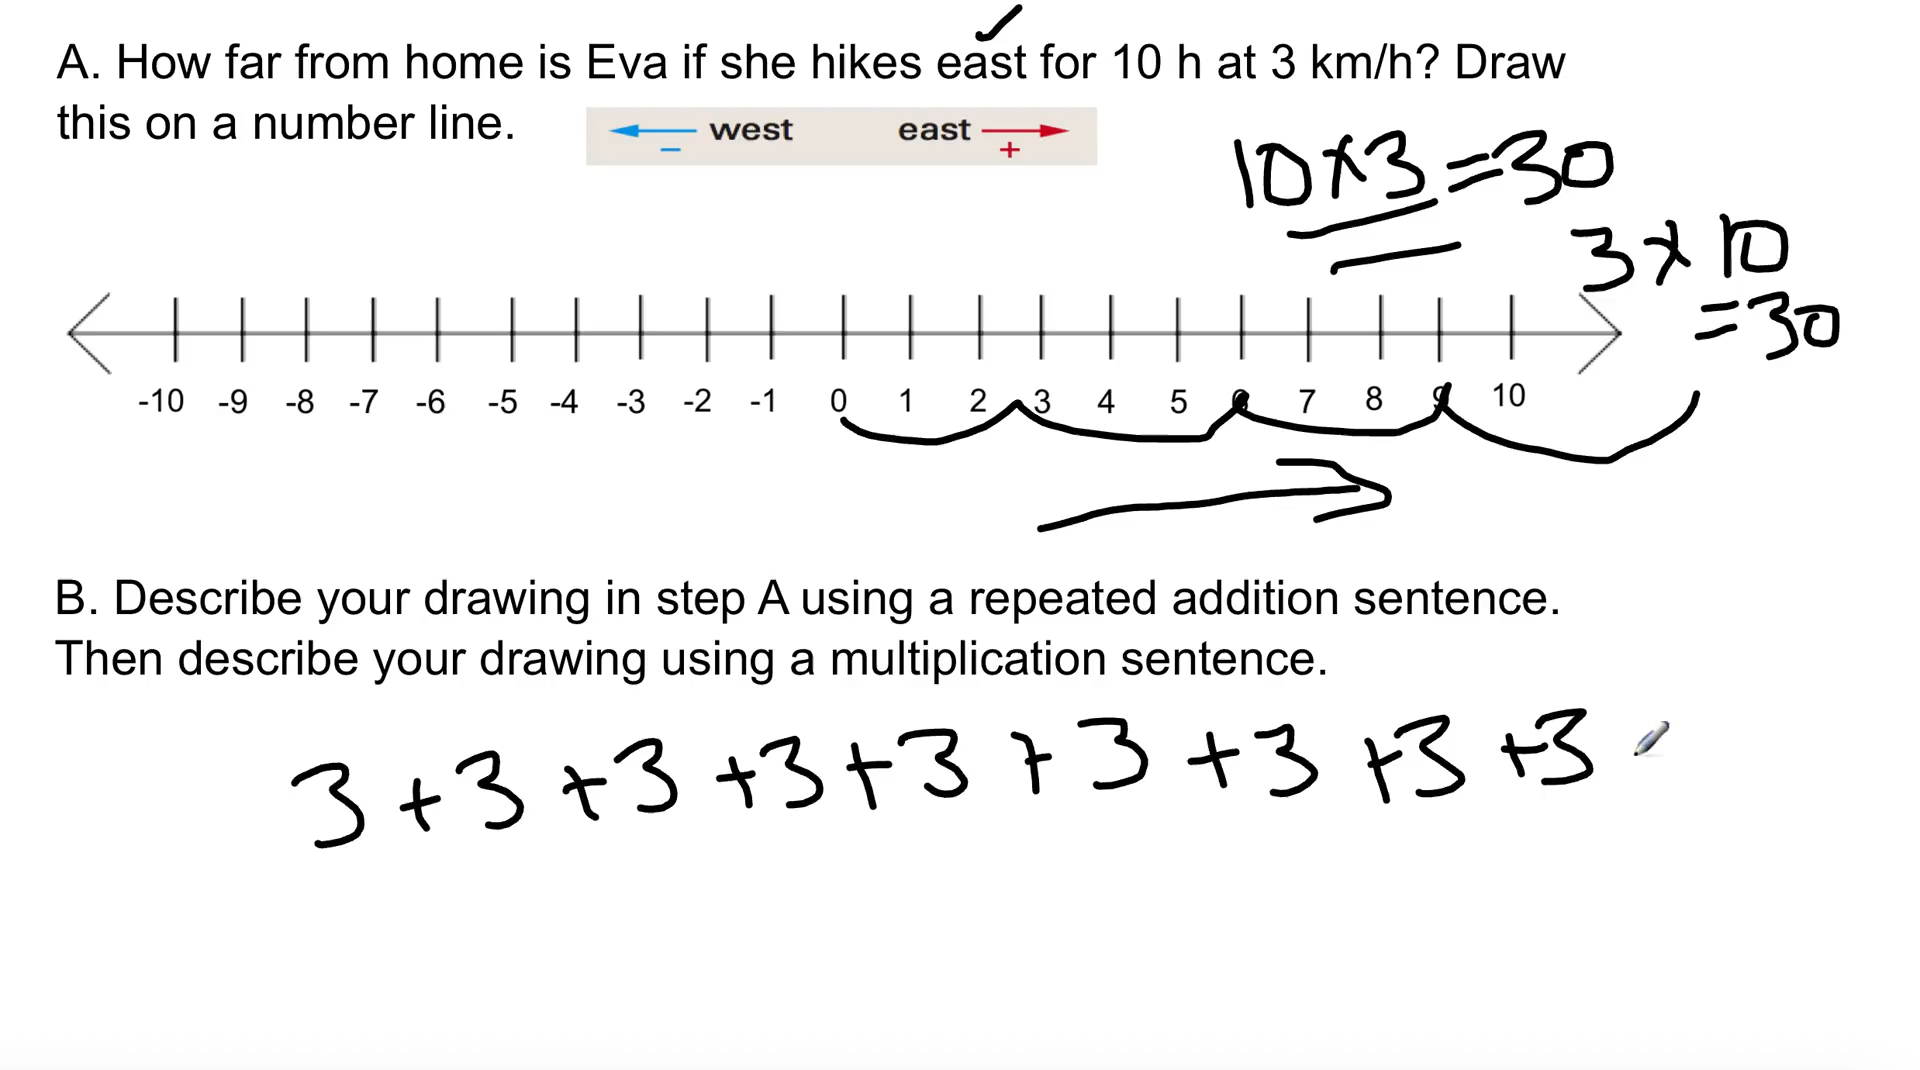 A. How far from home is Eva if she hikes east for 10 h at 3 km/h? Draw
this on a number line.
west east
− +
10×3=30
3×10
=30
-10 -9 -8 -7 -6 -5 -4 -3 -2 -1 0 1 2 3 4 5 6 7 8 9 10
B. Describe your drawing in step A using a repeated addition sentence.
Then describe your drawing using a multiplication sentence.
3+3+3+3+3+3+3+3+3